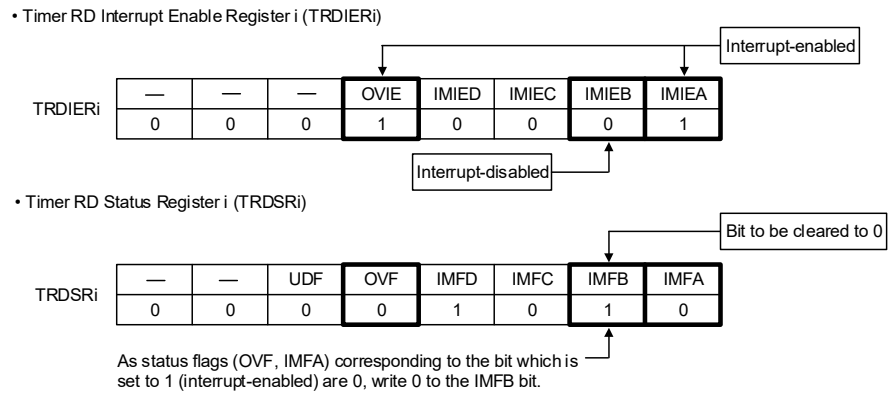 • Timer RD Interrupt Enable Register i (TRDIERi)
Interrupt-enabled
TRDIERi
— — — OVIE IMIED IMIEC IMIEB IMIEA
0 0 0 1 0 0 0 1
Interrupt-disabled
• Timer RD Status Register i (TRDSRi)
Bit to be cleared to 0
TRDSRi
— — UDF OVF IMFD IMFC IMFB IMFA
0 0 0 0 1 0 1 0
As status flags (OVF, IMFA) corresponding to the bit which is
set to 1 (interrupt-enabled) are 0, write 0 to the IMFB bit.